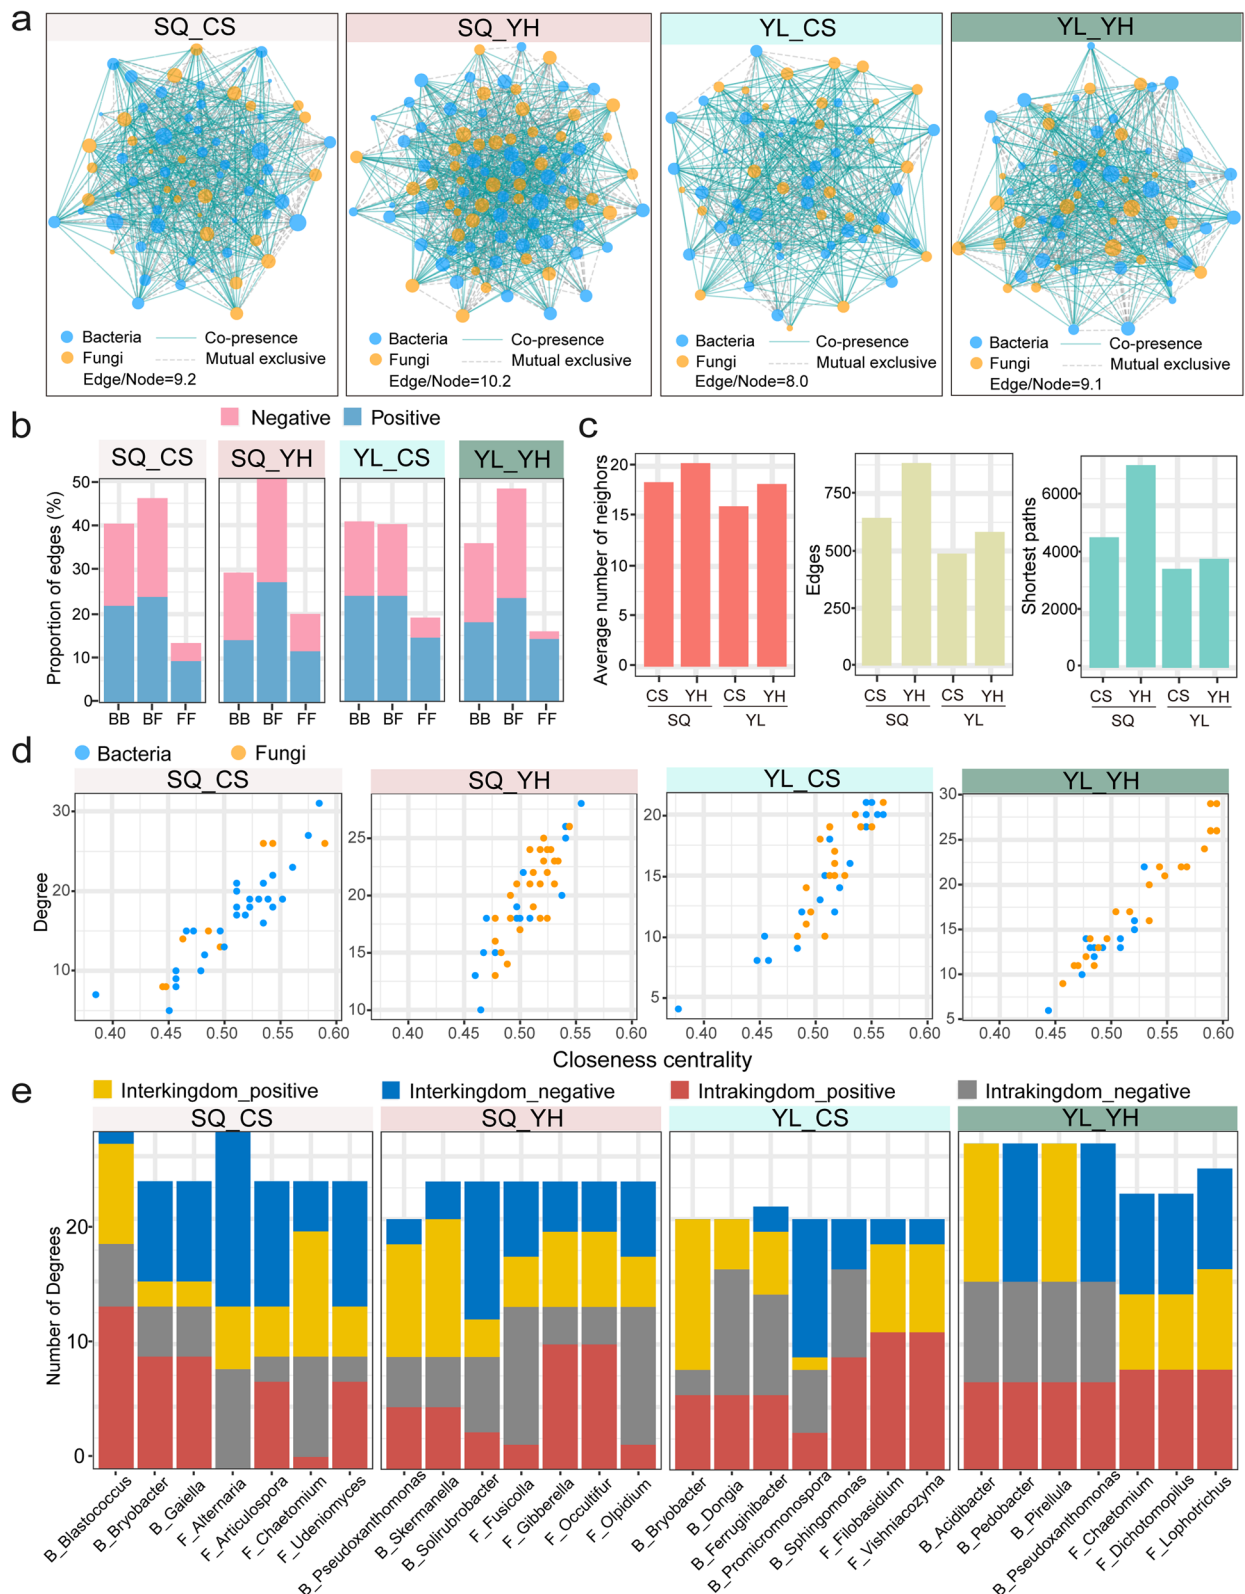 a
SQ_CS
SQ_YH
YL_CS
YL_YH
Bacteria
Co-presence
Fungi
Mutual exclusive
Edge/Node=9.2
Bacteria
Co-presence
Fungi
Mutual exclusive
Edge/Node=10.2
Bacteria
Co-presence
Fungi
Mutual exclusive
Edge/Node=8.0
Bacteria
Co-presence
Fungi
Mutual exclusive
Edge/Node=9.1
b
Negative
Positive
SQ_CS
SQ_YH
YL_CS
YL_YH
Proportion of edges (%)
50
40
30
20
10
0
BB BF FF
BB BF FF
BB BF FF
BB BF FF
c
Average number of neighors
20
15
10
5
0
CS YH CS YH
SQ YL
Edges
750
500
250
0
CS YH CS YH
SQ YL
Shortest paths
6000
4000
2000
0
CS YH CS YH
SQ YL
d
Bacteria
Fungi
SQ_CS
SQ_YH
YL_CS
YL_YH
Degree
30
20
10
0.40 0.45 0.50 0.55 0.60
25
20
15
10
0.40 0.45 0.50 0.55 0.60
20
15
10
5
0.40 0.45 0.50 0.55 0.60
30
25
20
15
10
5
0.40 0.45 0.50 0.55 0.60
Closeness centrality
e
Interkingdom_positive
Interkingdom_negative
Intrakingdom_positive
Intrakingdom_negative
SQ_CS
SQ_YH
YL_CS
YL_YH
Number of Degrees
20
10
0
B_Blastococcus
B_Bryobacter
B_Gaiella
F_Alternaria
F_Articulospora
F_Chaetomium
F_Udeniomyces
B_Pseudoxanthomonas
B_Skermanella
B_Solirubrobacter
F_Fusicolla
F_Gibberella
F_Occultifur
F_Olpidium
B_Bryobacter
B_Dongia
B_Ferruginibacter
B_Promicromonospora
B_Sphingomonas
F_Filobasidium
F_Vishniacozyma
B_Acidibacter
B_Pedobacter
B_Pirellula
B_Pseudoxanthomonas
F_Chaetomium
F_Dichotomopilus
F_Lophotrichus